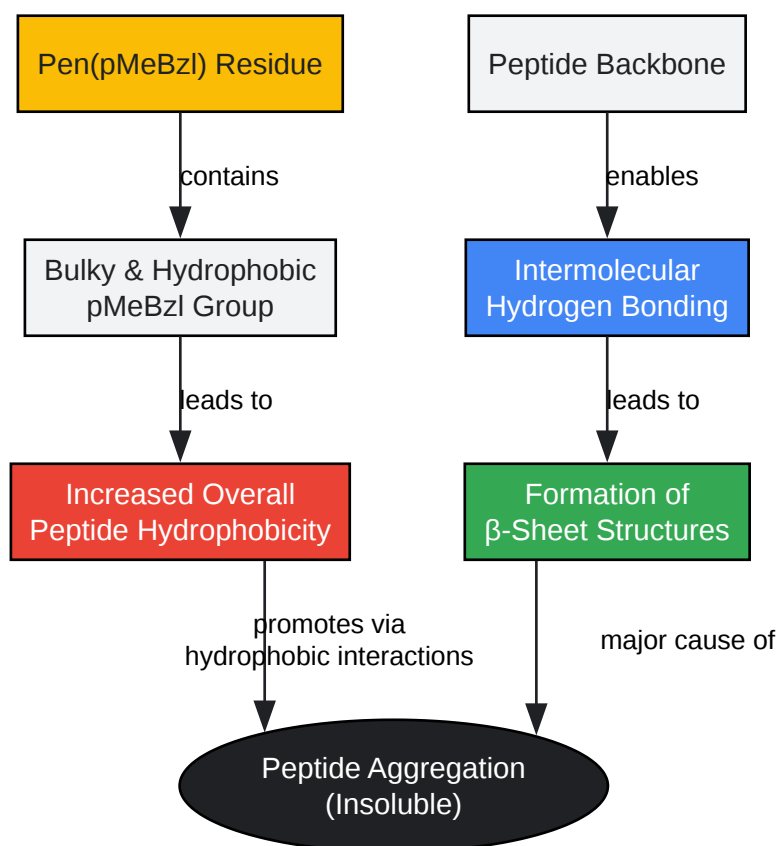 Pen(pMeBzl) Residue
Peptide Backbone
contains
enables
Bulky & Hydrophobic
pMeBzl Group
Intermolecular
Hydrogen Bonding
leads to
leads to
Increased Overall
Peptide Hydrophobicity
Formation of
β-Sheet Structures
promotes via
hydrophobic interactions
major cause of
Peptide Aggregation
(Insoluble)